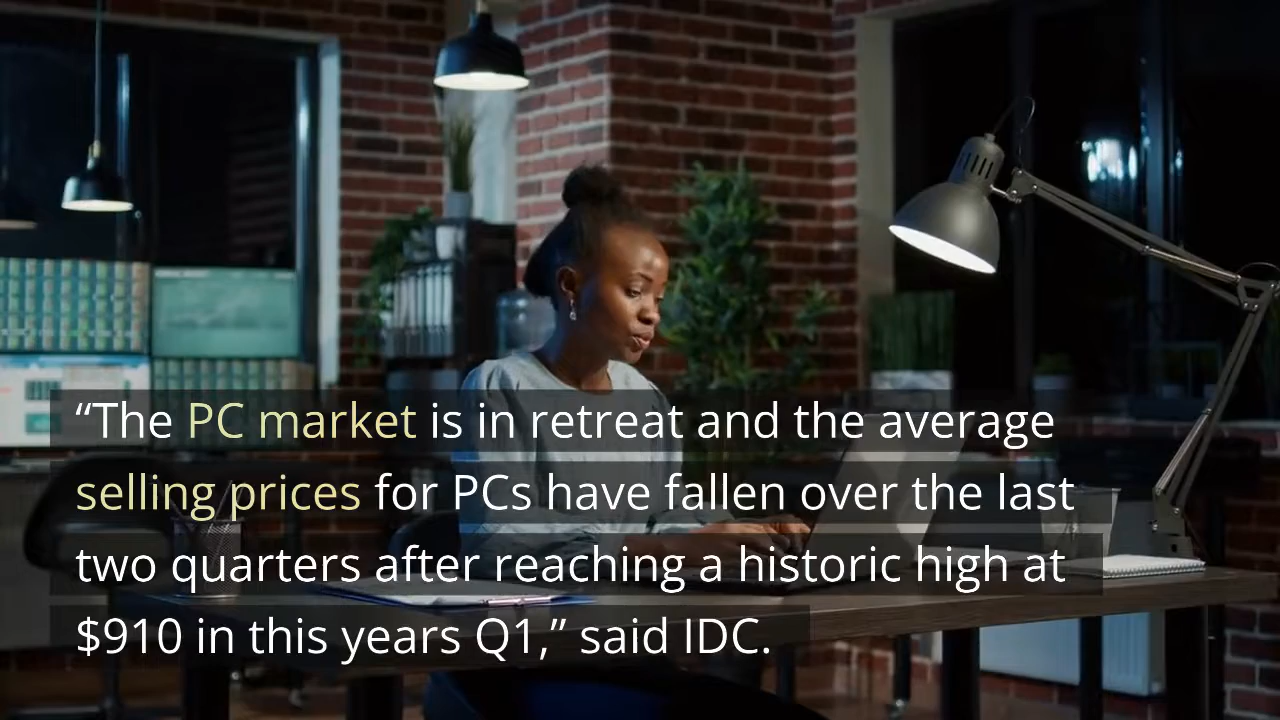 “The PC market is in retreat and the average
selling prices for PCs have fallen over the last
two quarters after reaching a historic high at
$910 in this years Q1,” said IDC.